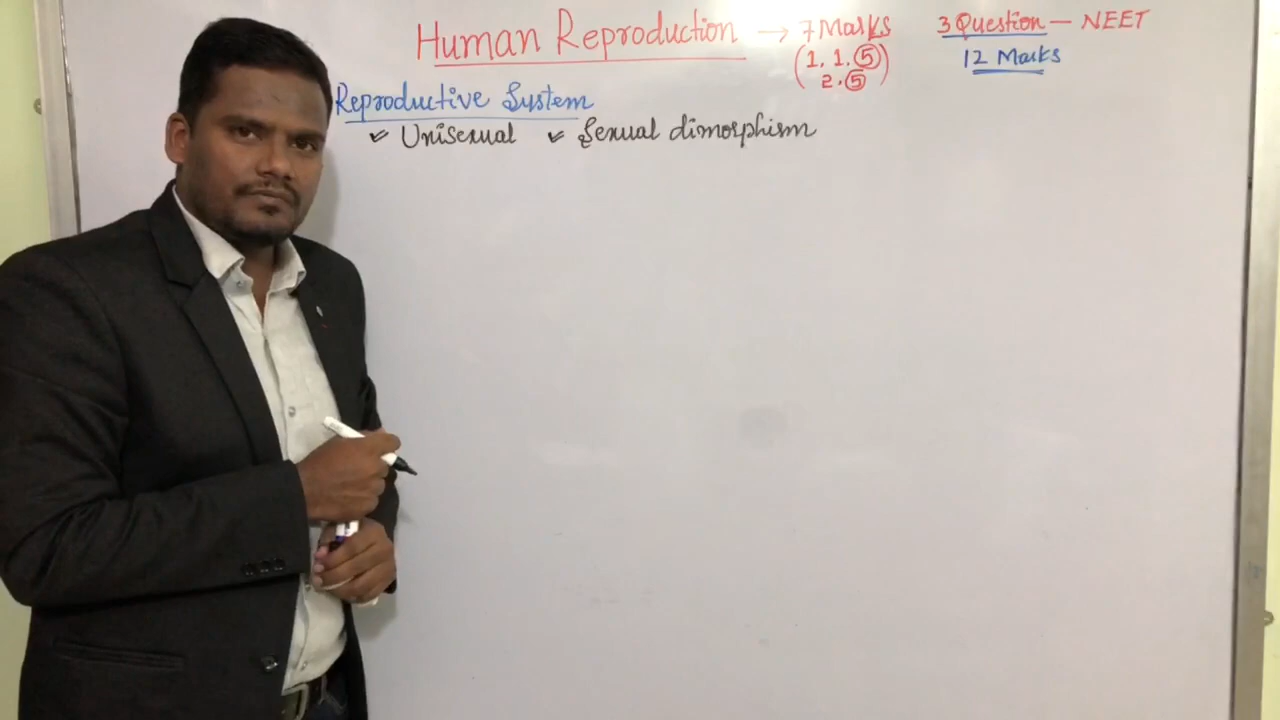 Human Reproduction → 7 Marks
(1, 1, 5
2, 5)
3 Question — NEET
12 Marks
Reproductive System
✓ Unisexual ✓ Sexual dimorphism